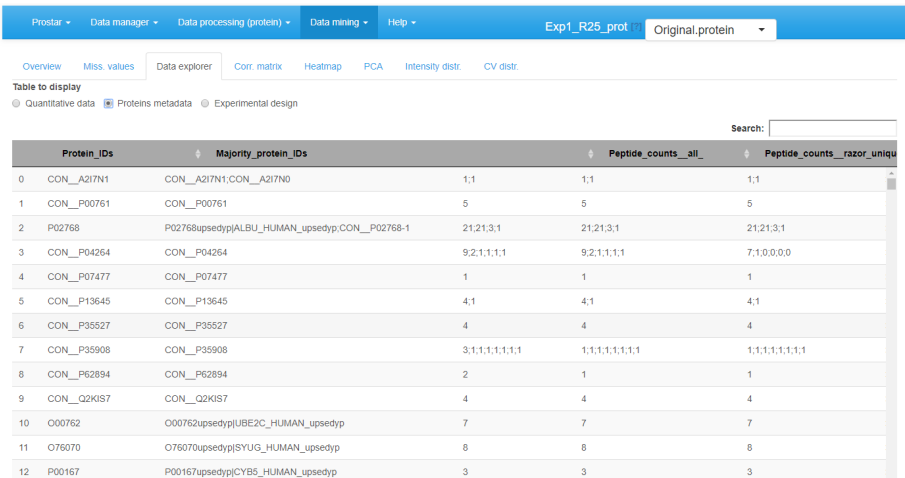 Prostar Data manager Data processing (protein) Data mining Help Exp1_R25_prot [?] Original.protein
Overview Miss. values Data explorer Corr. matrix Heatmap PCA Intensity distr. CV distr.
Table to display
Quantitative data Proteins metadata Experimental design
Search:
Protein_IDs Majority_protein_IDs Peptide_counts__all_ Peptide_counts__razor_uniqu
0 CON__A2I7N1 CON__A2I7N1;CON__A2I7N0 1;1 1;1 1;1
1 CON__P00761 CON__P00761 5 5 5
2 P02768 P02768upsedyp|ALBU_HUMAN_upsedyp;CON__P02768-1 21;21;3;1 21;21;3;1 21;21;3;1
3 CON__P04264 CON__P04264 9;2;1;1;1;1 9;2;1;1;1;1 7;1;0;0;0;0
4 CON__P07477 CON__P07477 1 1 1
5 CON__P13645 CON__P13645 4;1 4;1 4;1
6 CON__P35527 CON__P35527 4 4 4
7 CON__P35908 CON__P35908 3;1;1;1;1;1;1;1 1;1;1;1;1;1;1;1 1;1;1;1;1;1;1;1
8 CON__P62894 CON__P62894 2 1 1
9 CON__Q2KIS7 CON__Q2KIS7 4 4 4
10 O00762 O00762upsedyp|UBE2C_HUMAN_upsedyp 7 7 7
11 O76070 O76070upsedyp|SYUG_HUMAN_upsedyp 8 8 8
12 P00167 P00167upsedyp|CYB5_HUMAN_upsedyp 3 3 3